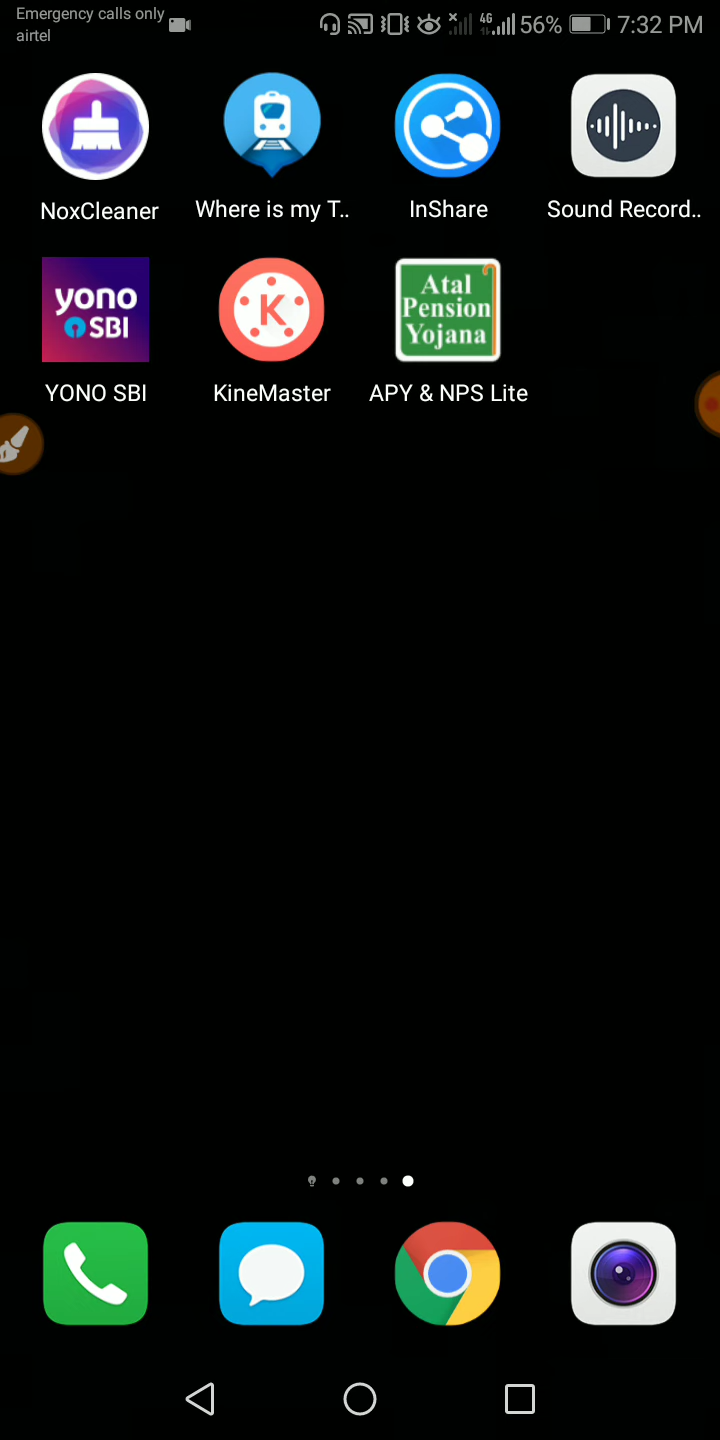 Emergency calls only
airtel
4G 56% 7:32 PM
NoxCleaner
Where is my T..
InShare
Sound Record..
yono
SBI
YONO SBI
K
KineMaster
Atal
Pension
Yojana
APY & NPS Lite